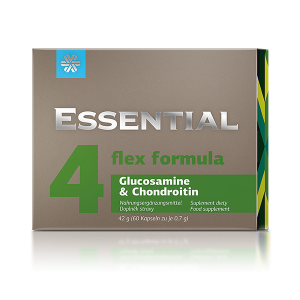 ESSENTIAL
4
flex formula
Glucosamine
& Chondroitin
Nahrungsergänzungsmittel
Suplement diety
Doplněk stravy
Food supplement
42 g (60 Kapseln zu je 0.7 g)